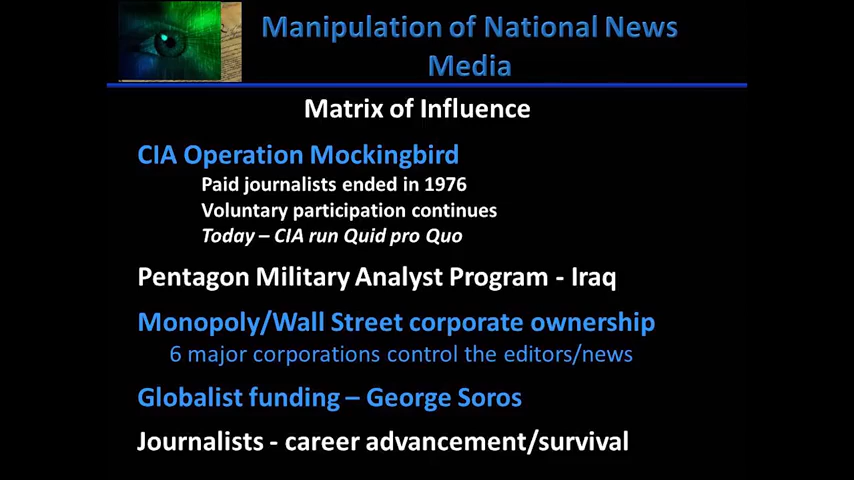 Manipulation of National News
Media
Matrix of Influence
CIA Operation Mockingbird
Paid journalists ended in 1976
Voluntary participation continues
Today – CIA run Quid pro Quo
Pentagon Military Analyst Program - Iraq
Monopoly/Wall Street corporate ownership
6 major corporations control the editors/news
Globalist funding – George Soros
Journalists - career advancement/survival